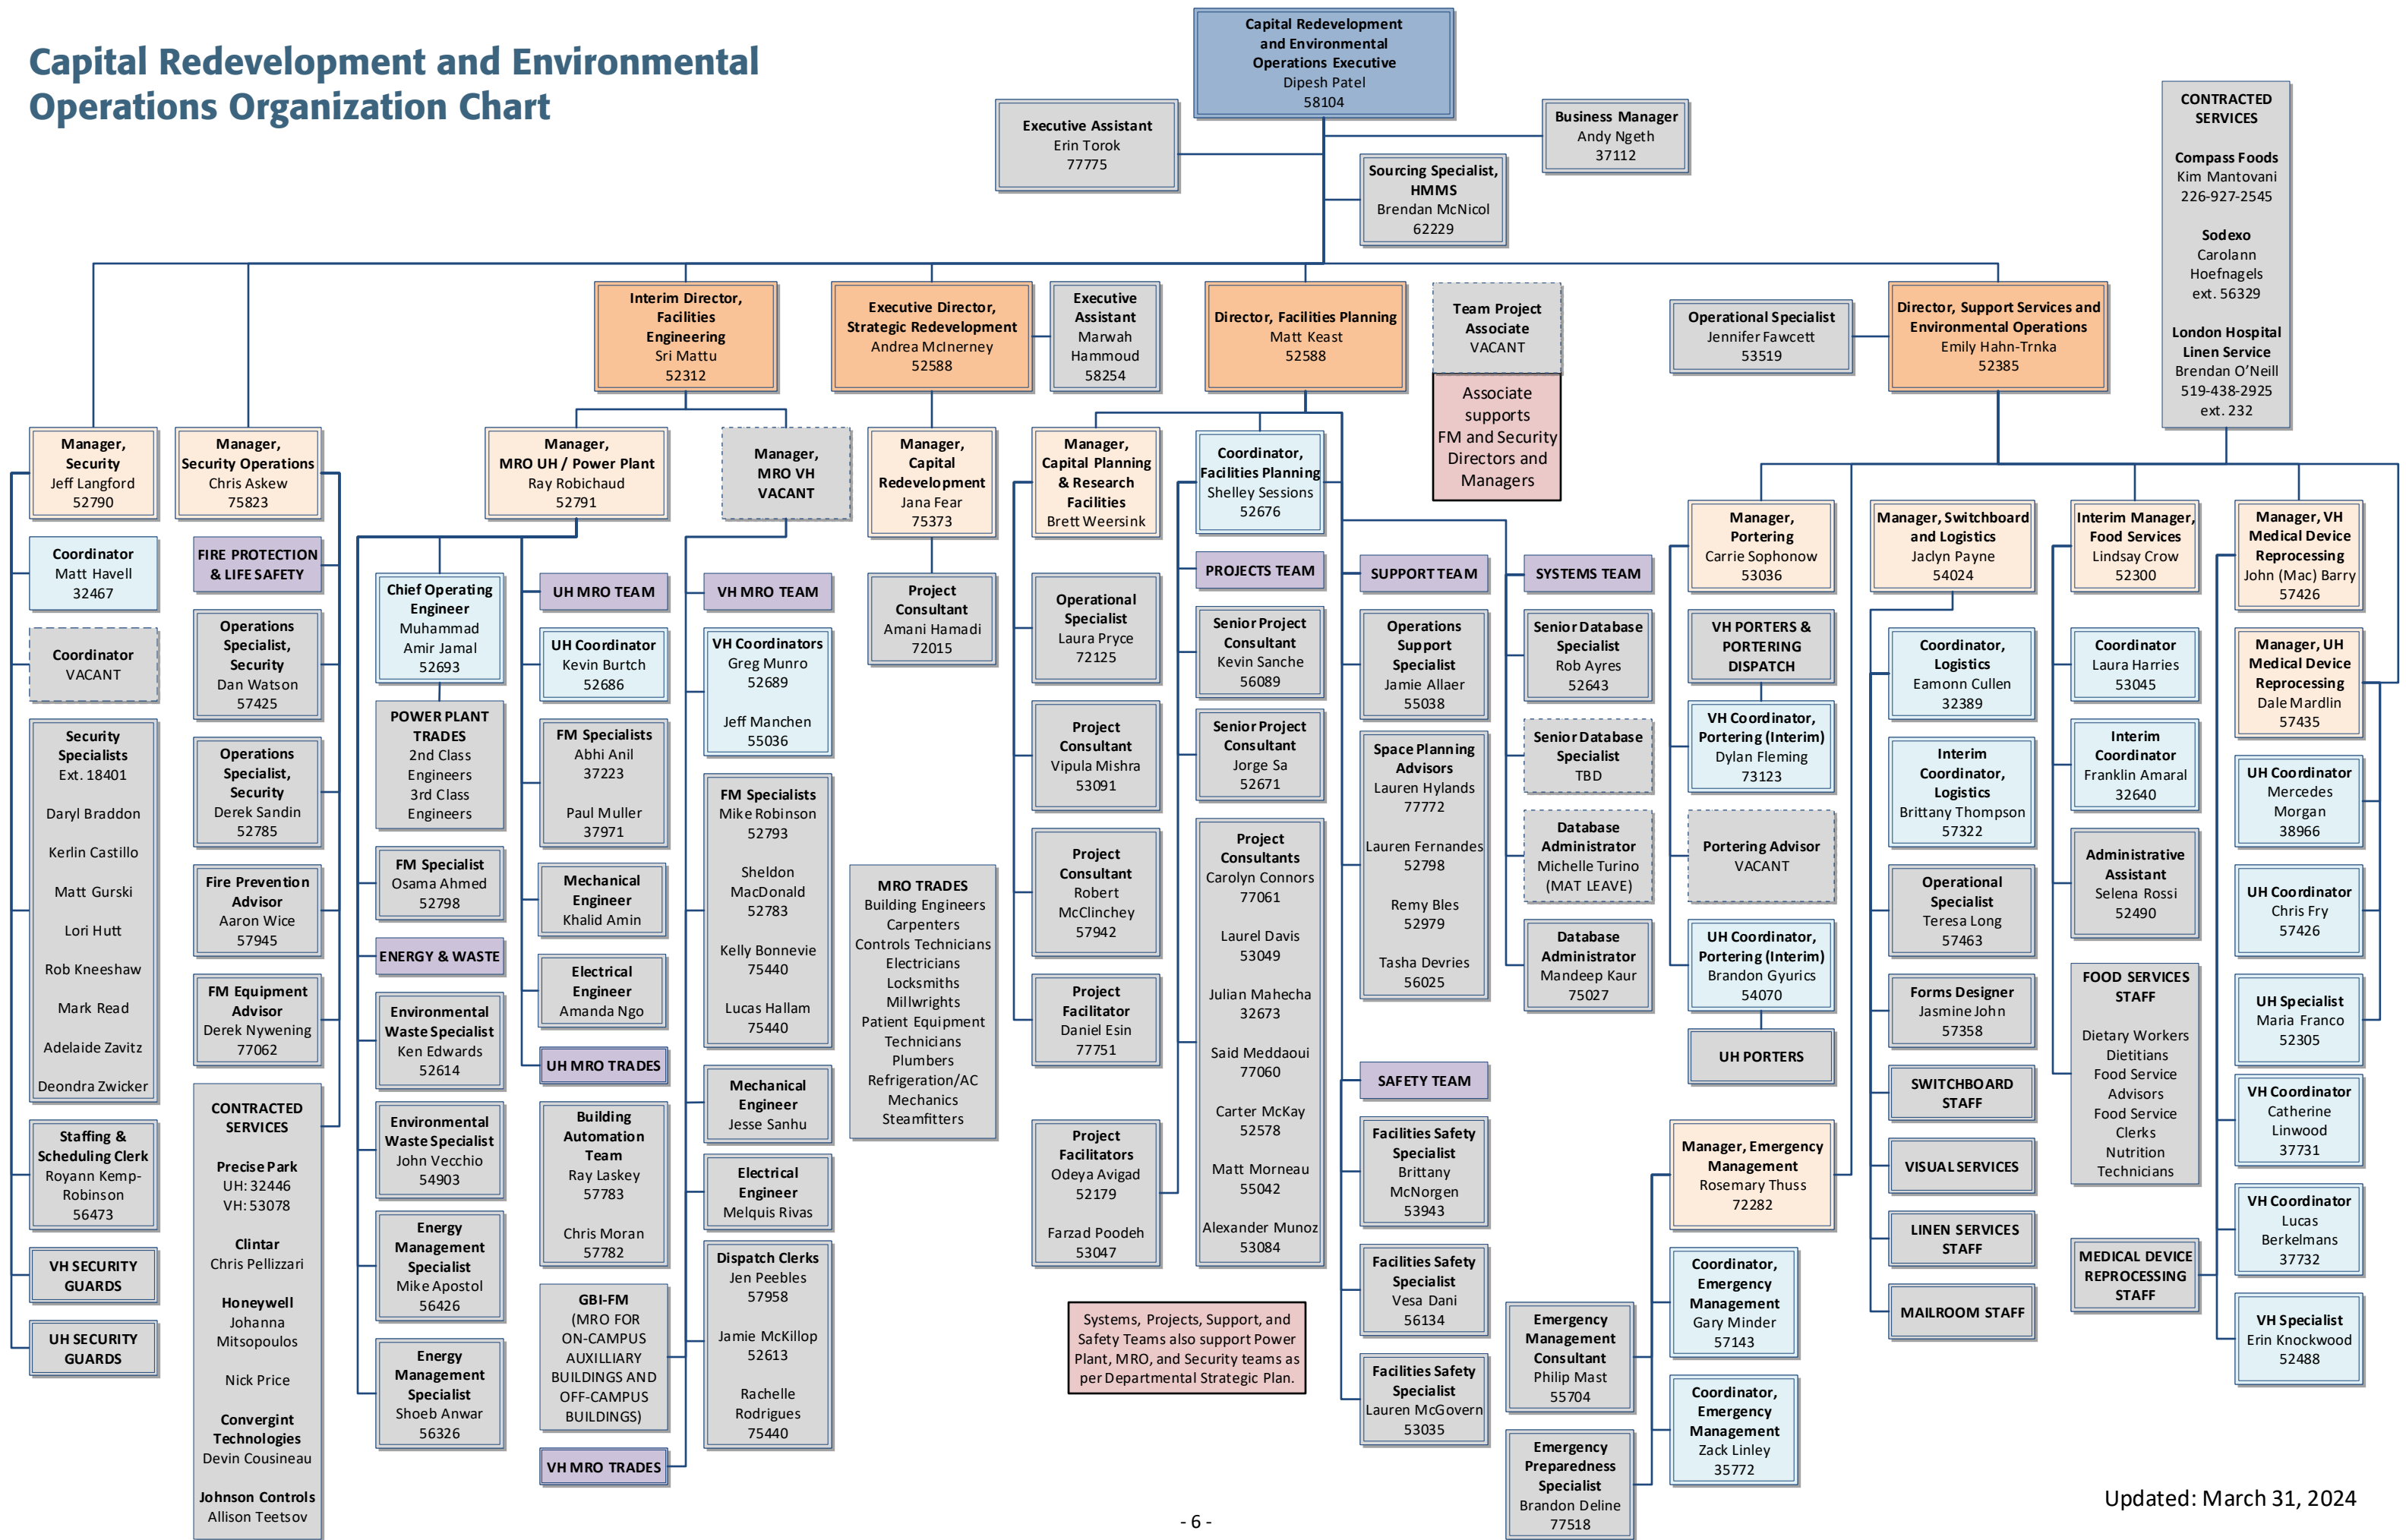 Capital Redevelopment and Environmental
Operations Organization Chart
Capital Redevelopment
and Environmental
Operations Executive
Dipesh Patel
58104
Executive Assistant
Erin Torok
77775
Business Manager
Andy Ngeth
37112
Sourcing Specialist,
HMMS
Brendan McNicol
62229
CONTRACTED
SERVICES
Compass Foods
Kim Mantovani
226-927-2545
Sodexo
Carolann
Hoefnagels
ext. 56329
London Hospital
Linen Service
Brendan O’Neill
519-438-2925
ext. 232
Interim Director,
Facilities
Engineering
Sri Mattu
52312
Executive Director,
Strategic Redevelopment
Andrea McInerney
52588
Executive
Assistant
Marwah
Hammoud
58254
Director, Facilities Planning
Matt Keast
52588
Team Project
Associate
VACANT
Associate
supports
FM and Security
Directors and
Managers
Operational Specialist
Jennifer Fawcett
53519
Director, Support Services and
Environmental Operations
Emily Hahn-Trnka
52385
Manager,
Security
Jeff Langford
52790
Coordinator
Matt Havell
32467
Coordinator
VACANT
Security
Specialists
Ext. 18401
Daryl Braddon
Kerlin Castillo
Matt Gurski
Lori Hutt
Rob Kneeshaw
Mark Read
Adelaide Zavitz
Deondra Zwicker
Staffing &
Scheduling Clerk
Royann Kemp-
Robinson
56473
VH SECURITY
GUARDS
UH SECURITY
GUARDS
Manager,
Security Operations
Chris Askew
75823
FIRE PROTECTION
& LIFE SAFETY
Operations
Specialist,
Security
Dan Watson
57425
Operations
Specialist,
Security
Derek Sandin
52785
Fire Prevention
Advisor
Aaron Wice
57945
FM Equipment
Advisor
Derek Nywening
77062
CONTRACTED
SERVICES
Precise Park
UH: 32446
VH: 53078
Clintar
Chris Pellizzari
Honeywell
Johanna
Mitsopoulos
Nick Price
Convergint
Technologies
Devin Cousineau
Johnson Controls
Allison Teetsov
Manager,
MRO UH / Power Plant
Ray Robichaud
52791
Chief Operating
Engineer
Muhammad
Amir Jamal
52693
POWER PLANT
TRADES
2nd Class
Engineers
3rd Class
Engineers
FM Specialist
Osama Ahmed
52798
ENERGY & WASTE
Environmental
Waste Specialist
Ken Edwards
52614
Environmental
Waste Specialist
John Vecchio
54903
Energy
Management
Specialist
Mike Apostol
56426
Energy
Management
Specialist
Shoeb Anwar
56326
UH MRO TEAM
UH Coordinator
Kevin Burtch
52686
FM Specialists
Abhi Anil
37223
Paul Muller
37971
Mechanical
Engineer
Khalid Amin
Electrical
Engineer
Amanda Ngo
UH MRO TRADES
Building
Automation
Team
Ray Laskey
57783
Chris Moran
57782
GBI-FM
(MRO FOR
ON-CAMPUS
AUXILLIARY
BUILDINGS AND
OFF-CAMPUS
BUILDINGS)
VH MRO TRADES
Manager,
MRO VH
VACANT
VH MRO TEAM
VH Coordinators
Greg Munro
52689
Jeff Manchen
55036
FM Specialists
Mike Robinson
52793
Sheldon
MacDonald
52783
Kelly Bonnevie
75440
Lucas Hallam
75440
Mechanical
Engineer
Jesse Sanhu
Electrical
Engineer
Melquis Rivas
Dispatch Clerks
Jen Peebles
57958
Jamie McKillop
52613
Rachelle
Rodrigues
75440
Manager,
Capital
Redevelopment
Jana Fear
75373
Project
Consultant
Amani Hamadi
72015
MRO TRADES
Building Engineers
Carpenters
Controls Technicians
Electricians
Locksmiths
Millwrights
Patient Equipment
Technicians
Plumbers
Refrigeration/AC
Mechanics
Steamfitters
Manager,
Capital Planning
& Research
Facilities
Brett Weersink
Operational
Specialist
Laura Pryce
72125
Project
Consultant
Vipula Mishra
53091
Project
Consultant
Robert
McClinchey
57942
Project
Facilitator
Daniel Esin
77751
Project
Facilitators
Odeya Avigad
52179
Farzad Poodeh
53047
Coordinator,
Facilities Planning
Shelley Sessions
52676
PROJECTS TEAM
Senior Project
Consultant
Kevin Sanche
56089
Senior Project
Consultant
Jorge Sa
52671
Project
Consultants
Carolyn Connors
77061
Laurel Davis
53049
Julian Mahecha
32673
Said Meddaoui
77060
Carter McKay
52578
Matt Morneau
55042
Alexander Munoz
53084
Systems, Projects, Support, and
Safety Teams also support Power
Plant, MRO, and Security teams as
per Departmental Strategic Plan.
SUPPORT TEAM
Operations
Support
Specialist
Jamie Allaer
55038
Space Planning
Advisors
Lauren Hylands
77772
Lauren Fernandes
52798
Remy Bles
52979
Tasha Devries
56025
SAFETY TEAM
Facilities Safety
Specialist
Brittany
McNorgen
53943
Facilities Safety
Specialist
Vesa Dani
56134
Facilities Safety
Specialist
Lauren McGovern
53035
SYSTEMS TEAM
Senior Database
Specialist
Rob Ayres
52643
Senior Database
Specialist
TBD
Database
Administrator
Michelle Turino
(MAT LEAVE)
Database
Administrator
Mandeep Kaur
75027
Manager,
Portering
Carrie Sophonow
53036
VH PORTERS &
PORTERING
DISPATCH
VH Coordinator,
Portering (Interim)
Dylan Fleming
73123
Portering Advisor
VACANT
UH Coordinator,
Portering (Interim)
Brandon Gyurics
54070
UH PORTERS
Manager, Emergency
Management
Rosemary Thuss
72282
Coordinator,
Emergency
Management
Gary Minder
57143
Coordinator,
Emergency
Management
Zack Linley
35772
Emergency
Management
Consultant
Philip Mast
55704
Emergency
Preparedness
Specialist
Brandon Deline
77518
Manager, Switchboard
and Logistics
Jaclyn Payne
54024
Coordinator,
Logistics
Eamonn Cullen
32389
Interim
Coordinator,
Logistics
Brittany Thompson
57322
Operational
Specialist
Teresa Long
57463
Forms Designer
Jasmine John
57358
SWITCHBOARD
STAFF
VISUAL SERVICES
LINEN SERVICES
STAFF
MAILROOM STAFF
Interim Manager,
Food Services
Lindsay Crow
52300
Coordinator
Laura Harries
53045
Interim
Coordinator
Franklin Amaral
32640
Administrative
Assistant
Selena Rossi
52490
FOOD SERVICES
STAFF
Dietary Workers
Dietitians
Food Service
Advisors
Food Service
Clerks
Nutrition
Technicians
MEDICAL DEVICE
REPROCESSING
STAFF
Manager, VH
Medical Device
Reprocessing
John (Mac) Barry
57426
Manager, UH
Medical Device
Reprocessing
Dale Mardlin
57435
UH Coordinator
Mercedes
Morgan
38966
UH Coordinator
Chris Fry
57426
UH Specialist
Maria Franco
52305
VH Coordinator
Catherine
Linwood
37731
VH Coordinator
Lucas
Berkelmans
37732
VH Specialist
Erin Knockwood
52488
Updated: March 31, 2024
- 6 -